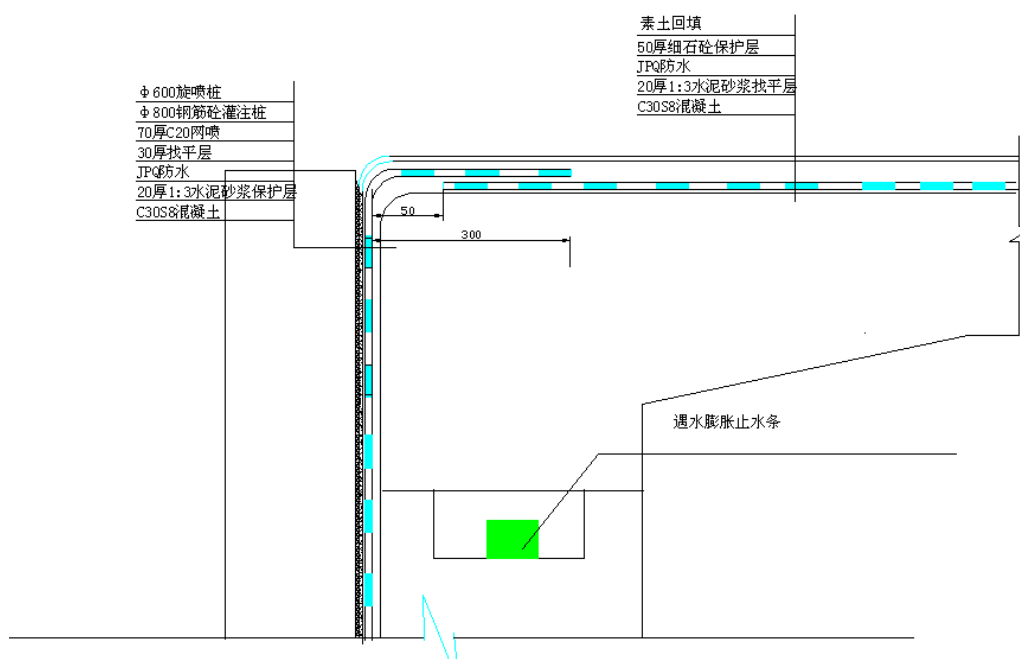 素土回填
50厚细石砼保护层
JPQ防水
20厚1:3水泥砂浆找平层
C30S8混凝土
φ600旋喷桩
φ800钢筋砼灌注桩
70厚C20网喷
30厚找平层
JPQ防水
20厚1:3水泥砂浆保护层
C30S8混凝土
50
300
遇水膨胀止水条